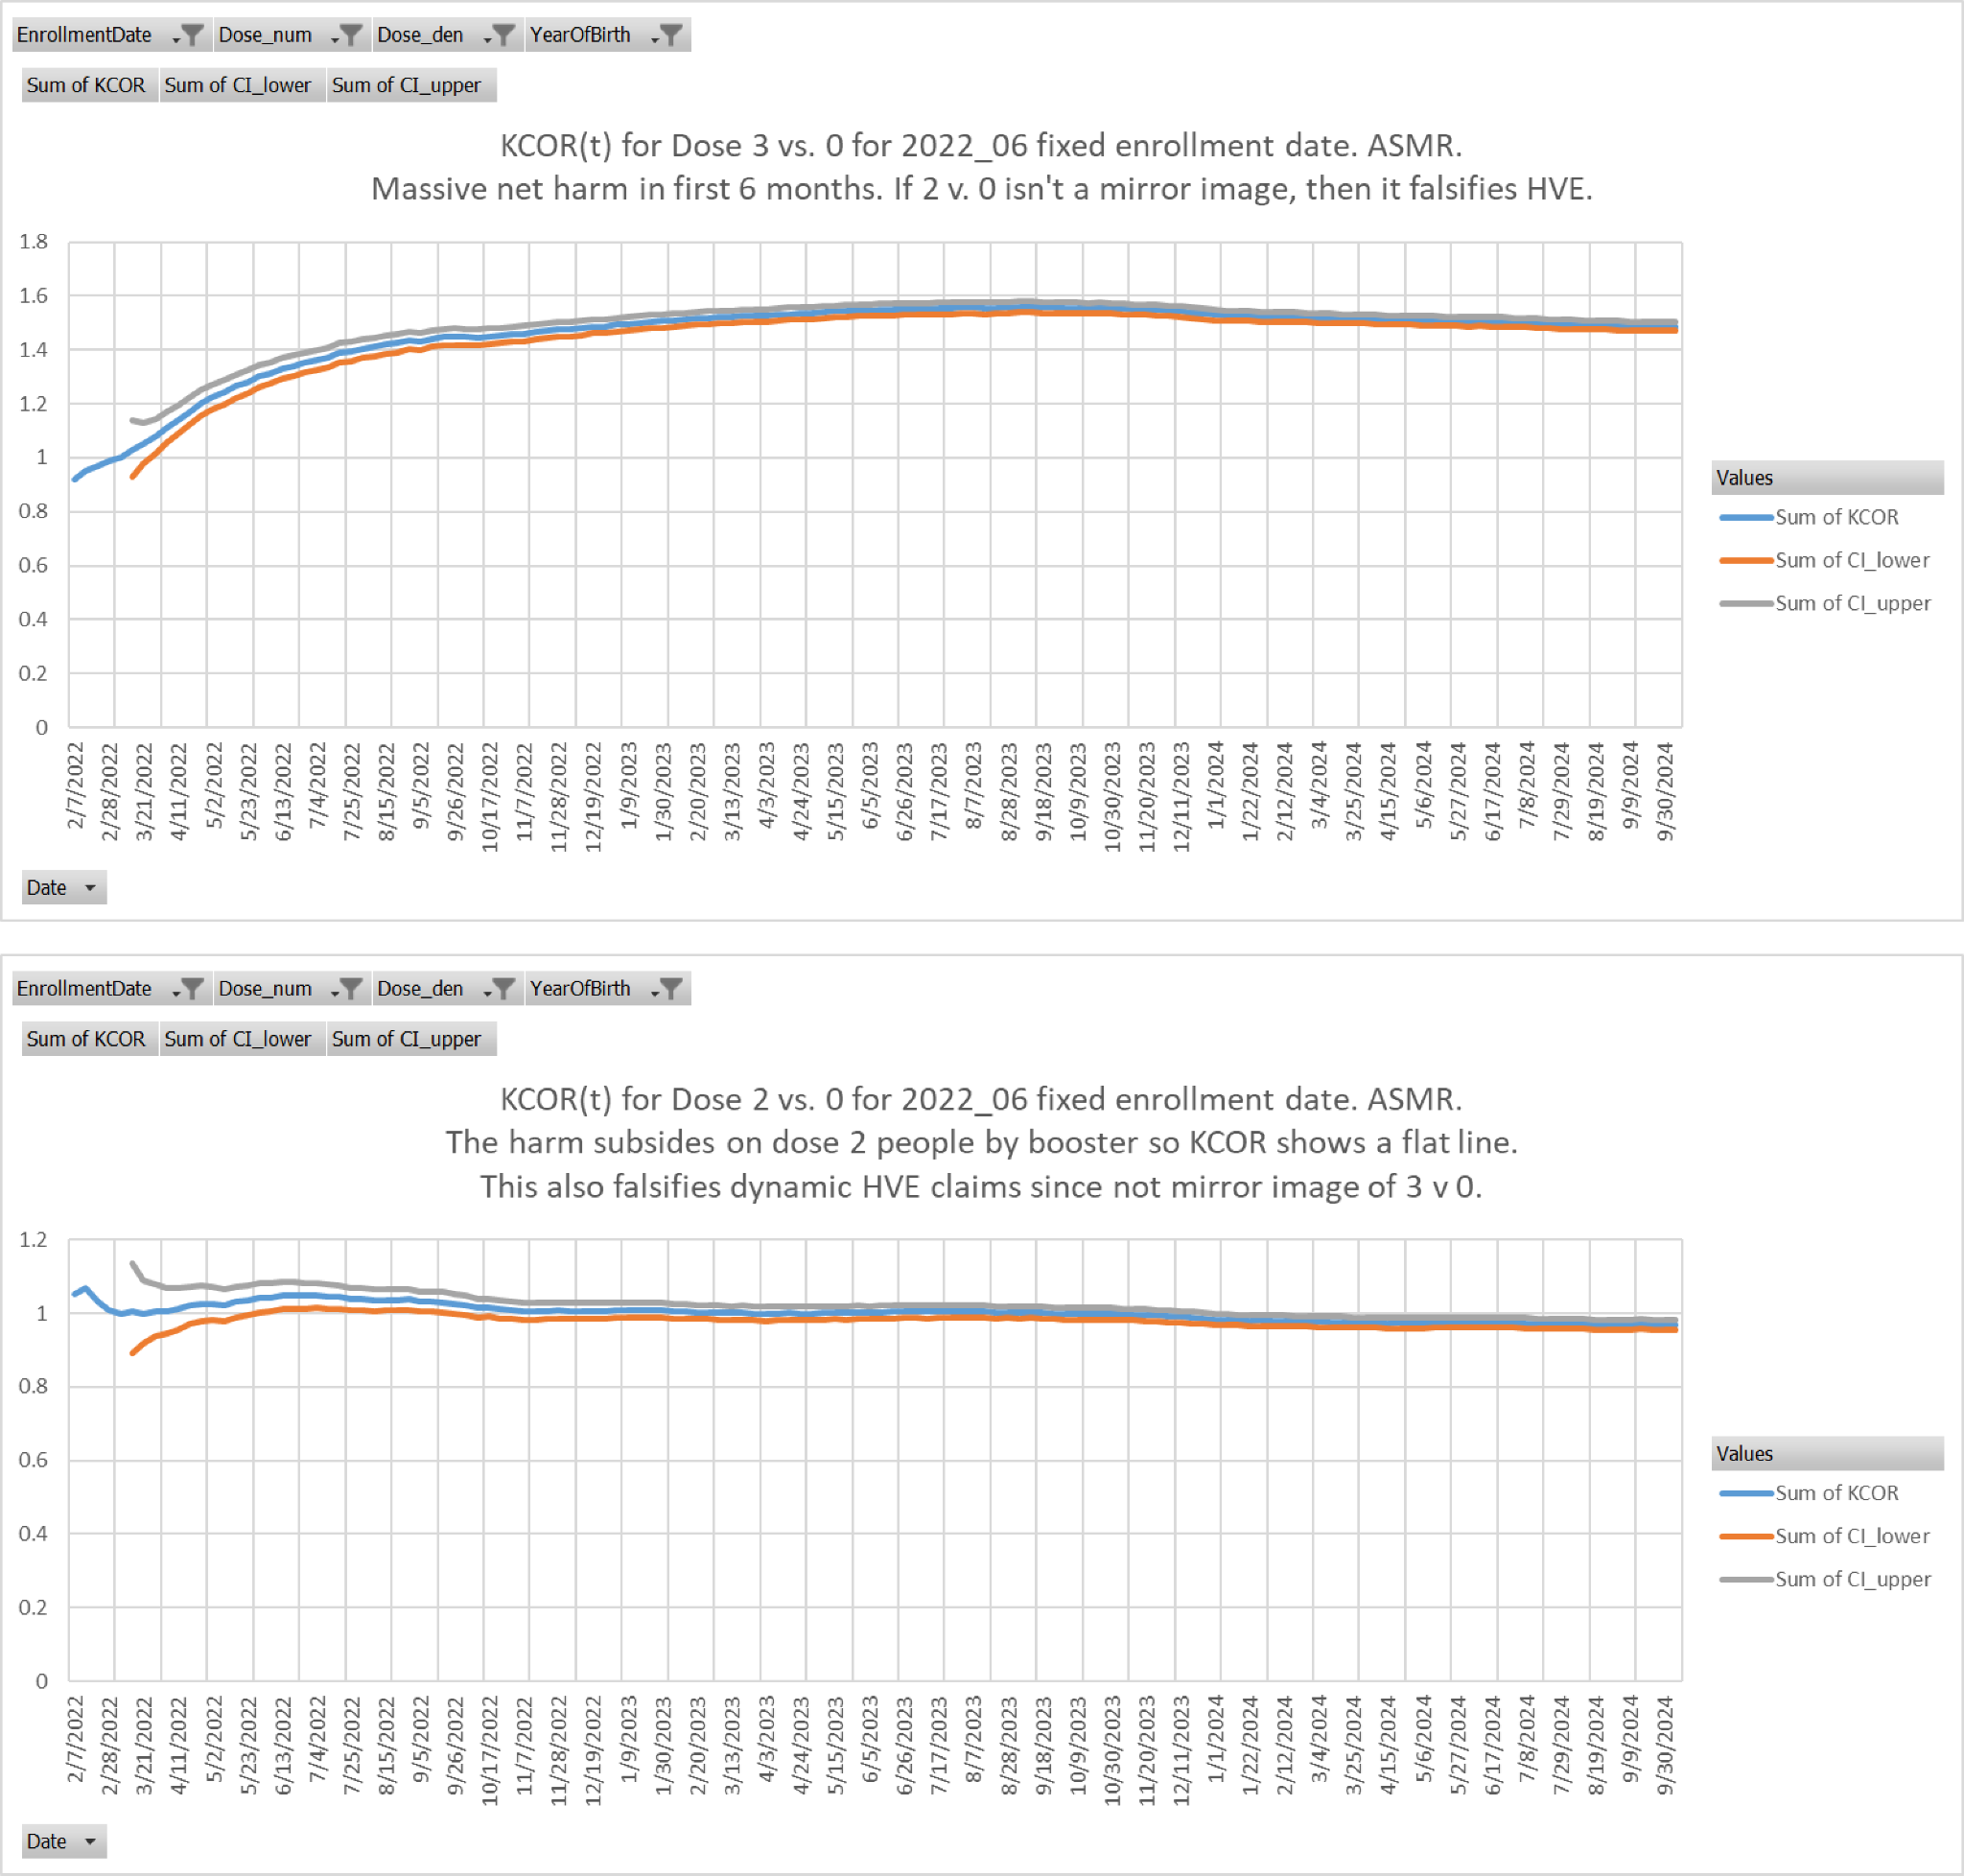 EnrollmentDate Dose_num Dose_den YearOfBirth
Sum of KCOR Sum of CI_lower Sum of CI_upper
KCOR(t) for Dose 3 vs. 0 for 2022_06 fixed enrollment date. ASMR.
Massive net harm in first 6 months. If 2 v. 0 isn't a mirror image, then it falsifies HVE.
1.8
1.6
1.4
1.2
1
0.8
0.6
0.4
0.2
0
Values
Sum of KCOR
Sum of CI_lower
Sum of CI_upper
2/7/2022 2/28/2022 3/21/2022 4/11/2022 5/2/2022 5/23/2022 6/13/2022 7/4/2022 7/25/2022 8/15/2022 9/5/2022 9/26/2022 10/17/2022 11/7/2022 11/28/2022 12/19/2022 1/9/2023 1/30/2023 2/20/2023 3/13/2023 4/3/2023 4/24/2023 5/15/2023 6/5/2023 6/26/2023 7/17/2023 8/7/2023 8/28/2023 9/18/2023 10/9/2023 10/30/2023 11/20/2023 12/11/2023 1/1/2024 1/22/2024 2/12/2024 3/4/2024 3/25/2024 4/15/2024 5/6/2024 5/27/2024 6/17/2024 7/8/2024 7/29/2024 8/19/2024 9/9/2024 9/30/2024
Date
EnrollmentDate Dose_num Dose_den YearOfBirth
Sum of KCOR Sum of CI_lower Sum of CI_upper
KCOR(t) for Dose 2 vs. 0 for 2022_06 fixed enrollment date. ASMR.
The harm subsides on dose 2 people by booster so KCOR shows a flat line.
This also falsifies dynamic HVE claims since not mirror image of 3 v 0.
1.2
1
0.8
0.6
0.4
0.2
0
Values
Sum of KCOR
Sum of CI_lower
Sum of CI_upper
2/7/2022 2/28/2022 3/21/2022 4/11/2022 5/2/2022 5/23/2022 6/13/2022 7/4/2022 7/25/2022 8/15/2022 9/5/2022 9/26/2022 10/17/2022 11/7/2022 11/28/2022 12/19/2022 1/9/2023 1/30/2023 2/20/2023 3/13/2023 4/3/2023 4/24/2023 5/15/2023 6/5/2023 6/26/2023 7/17/2023 8/7/2023 8/28/2023 9/18/2023 10/9/2023 10/30/2023 11/20/2023 12/11/2023 1/1/2024 1/22/2024 2/12/2024 3/4/2024 3/25/2024 4/15/2024 5/6/2024 5/27/2024 6/17/2024 7/8/2024 7/29/2024 8/19/2024 9/9/2024 9/30/2024
Date